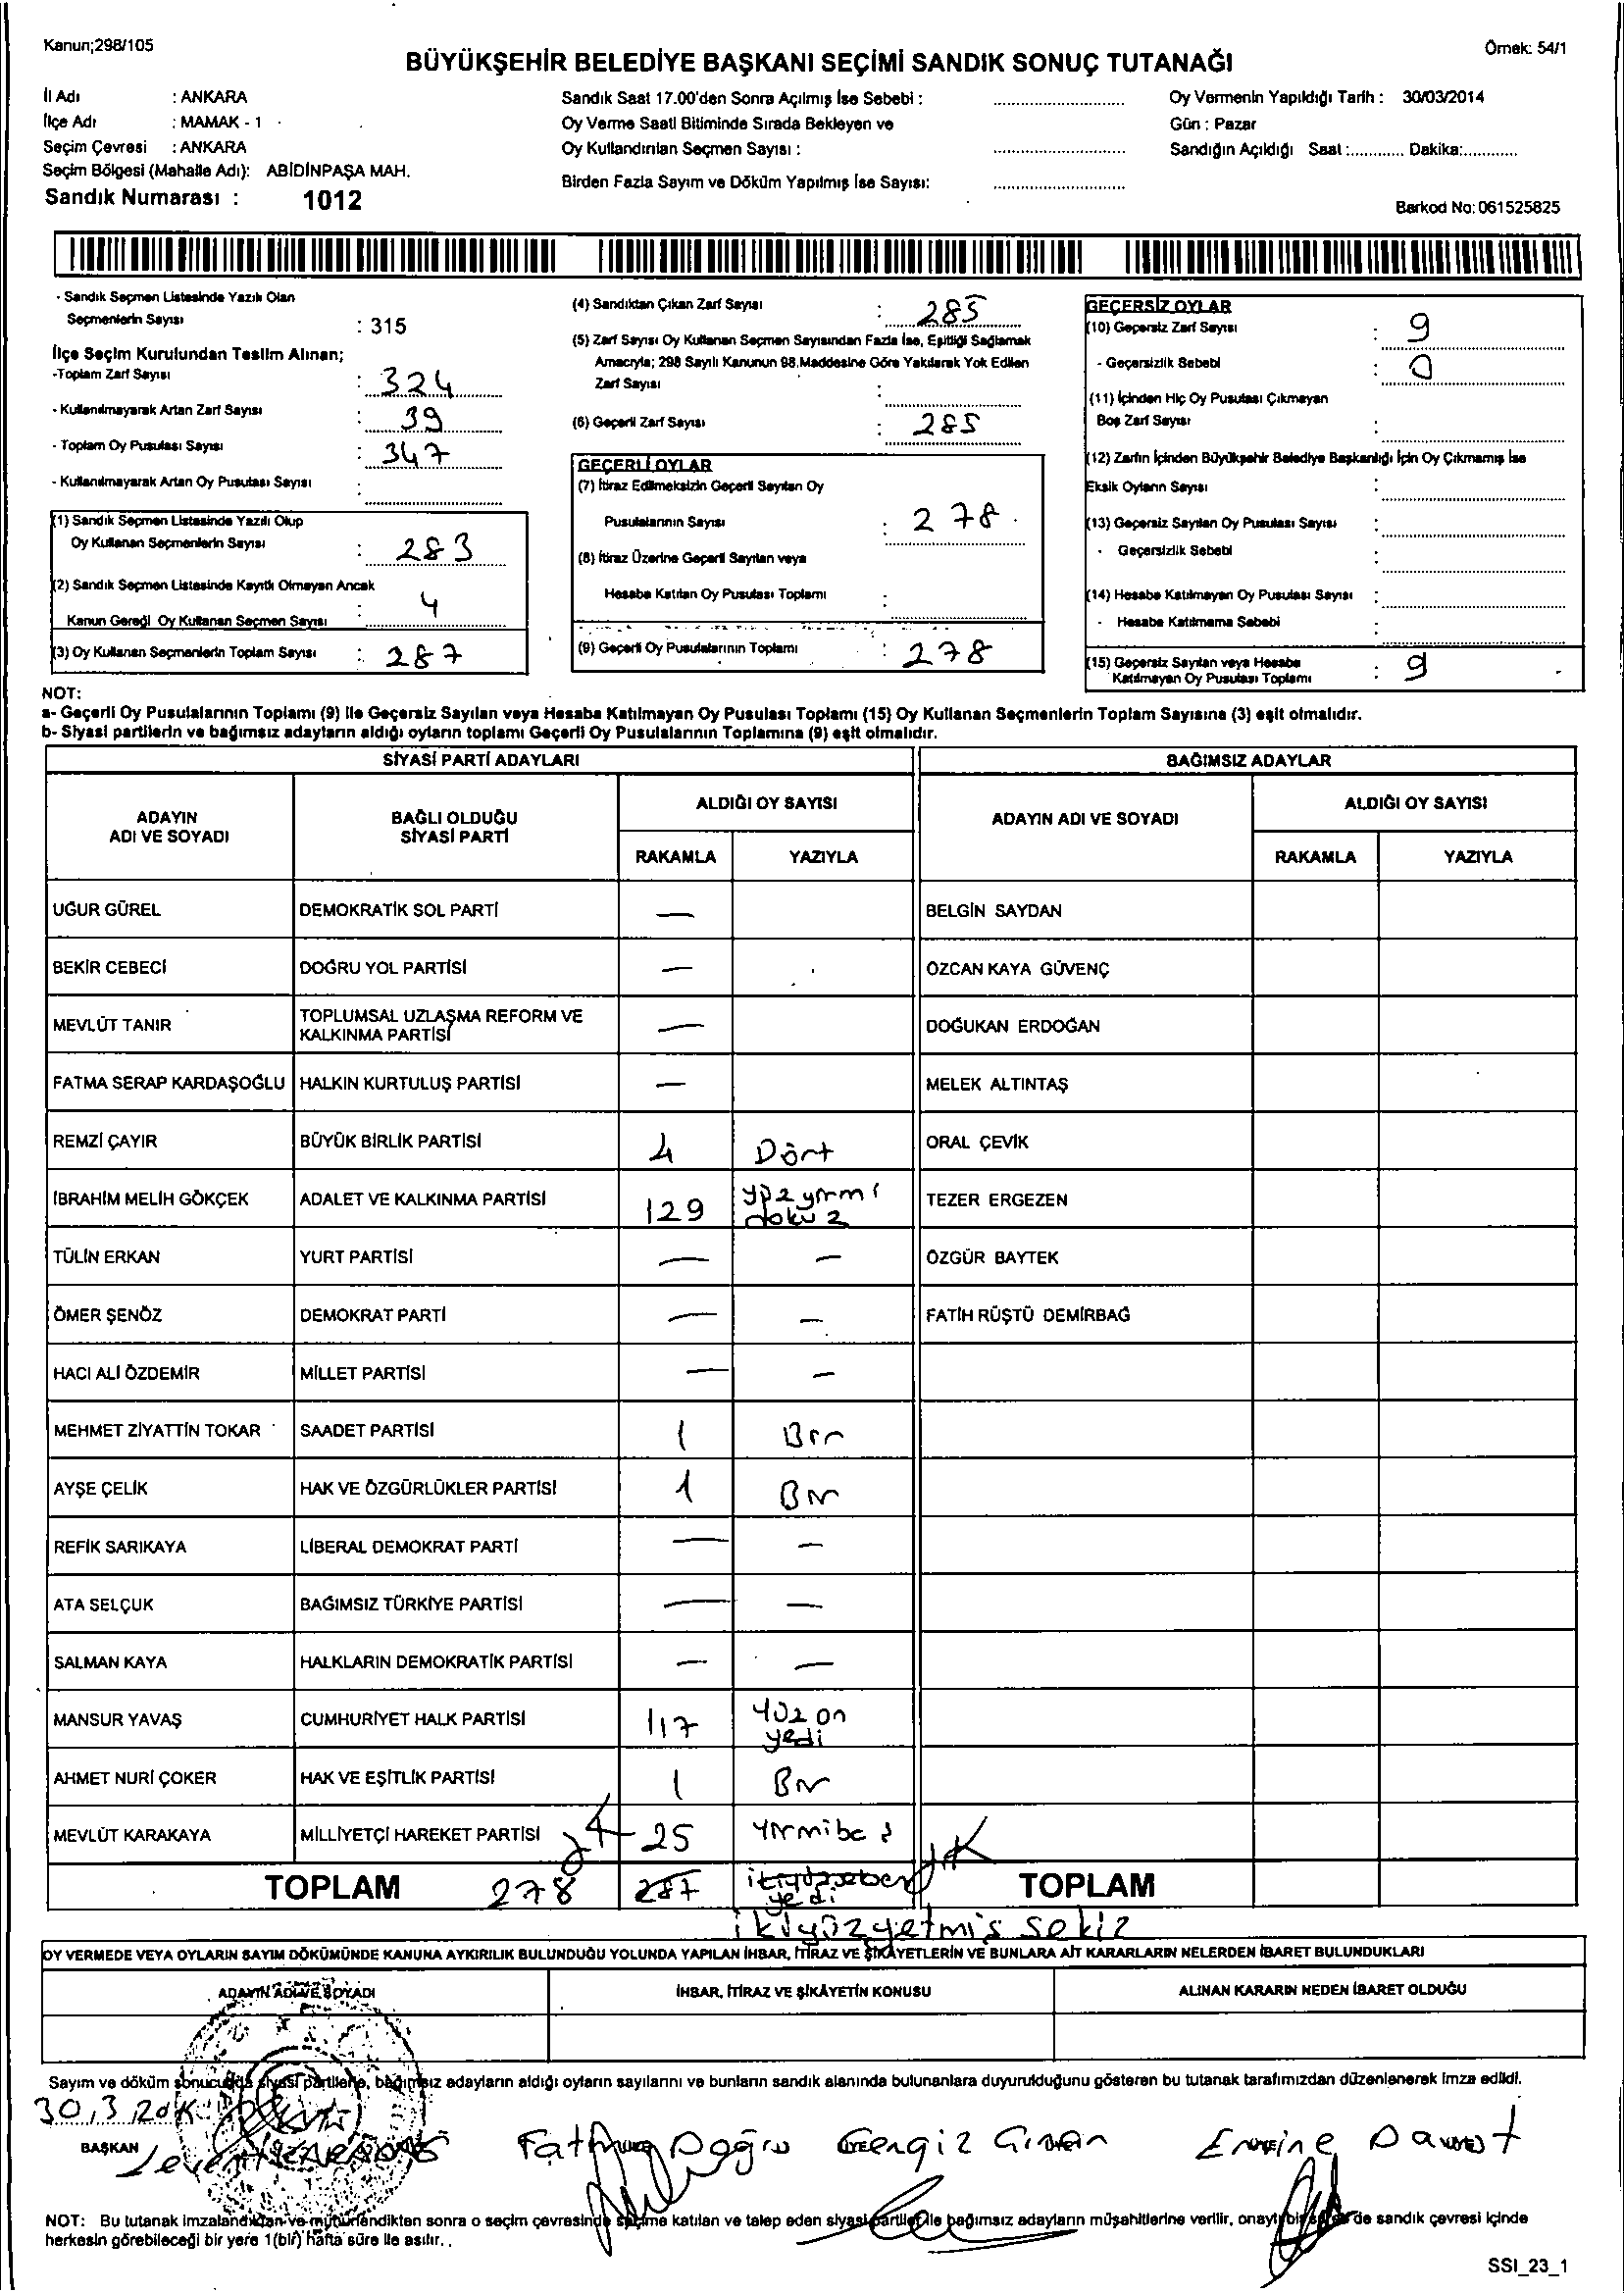 Kanun;298/105
Örnek: 54/1
BÜYÜKŞEHİR BELEDİYE BAŞKANI SEÇİMİ SANDIK SONUÇ TUTANAĞI
İl Adı : ANKARA
İlçe Adı : MAMAK - 1
Seçim Çevresi : ANKARA
Seçim Bölgesi (Mahalle Adı): ABİDİNPAŞA MAH.
Sandık Numarası : 1012
Sandık Saat 17.00'den Sonra Açılmış İse Sebebi :
Oy Verme Saati Bitiminde Sırada Bekleyen ve
Oy Kullandırılan Seçmen Sayısı :
Birden Fazla Sayım ve Döküm Yapılmış İse Sayısı:
Oy Vermenin Yapıldığı Tarih : 30/03/2014
Gün : Pazar
Sandığın Açıldığı Saat :............ Dakika:............
Barkod No: 061525825
- Sandık Seçmen Listesinde Yazılı Olan
Seçmenlerin Sayısı : 315
İlçe Seçim Kurulundan Teslim Alınan;
-Toplam Zarf Sayısı : 324
- Kullanılmayarak Artan Zarf Sayısı : 39
- Toplam Oy Pusulası Sayısı : 347
- Kullanılmayarak Artan Oy Pusulası Sayısı :
(1) Sandık Seçmen Listesinde Yazılı Olup
Oy Kullanan Seçmenlerin Sayısı : 283
(2) Sandık Seçmen Listesinde Kayıtlı Olmayan Ancak
Kanun Gereği Oy Kullanan Seçmen Sayısı : 4
(3) Oy Kullanan Seçmenlerin Toplam Sayısı : 287
(4) Sandıktan Çıkan Zarf Sayısı : 285
(5) Zarf Sayısı Oy Kullanan Seçmen Sayısından Fazla İse, Eşitliği Sağlamak
Amacıyla; 298 Sayılı Kanunun 98.Maddesine Göre Yakılarak Yok Edilen
Zarf Sayısı :
(6) Geçerli Zarf Sayısı : 285
GEÇERLİ OYLAR
(7) İtiraz Edilmeksizin Geçerli Sayılan Oy
Pusulalarının Sayısı : 278
(8) İtiraz Üzerine Geçerli Sayılan veya
Hesaba Katılan Oy Pusulası Toplamı :
(9) Geçerli Oy Pusulalarının Toplamı : 278
GEÇERSİZ OYLAR
(10) Geçersiz Zarf Sayısı : 9
- Geçersizlik Sebebi : 0
(11) İçinden Hiç Oy Pusulası Çıkmayan
Boş Zarf Sayısı :
(12) Zarfın İçinden Büyükşehir Belediye Başkanlığı İçin Oy Çıkmamış İse
Eksik Oyların Sayısı :
(13) Geçersiz Sayılan Oy Pusulası Sayısı :
- Geçersizlik Sebebi :
(14) Hesaba Katılmayan Oy Pusulası Sayısı :
- Hesaba Katılmama Sebebi :
(15) Geçersiz Sayılan veya Hesaba
Katılmayan Oy Pusulası Toplamı : 9
NOT:
a- Geçerli Oy Pusulalarının Toplamı (9) ile Geçersiz Sayılan veya Hesaba Katılmayan Oy Pusulası Toplamı (15) Oy Kullanan Seçmenlerin Toplam Sayısına (3) eşit olmalıdır.
b- Siyasi partilerin ve bağımsız adayların aldığı oyların toplamı Geçerli Oy Pusulalarının Toplamına (9) eşit olmalıdır.
SİYASİ PARTİ ADAYLARI
BAĞIMSIZ ADAYLAR
ADAYIN ADI VE SOYADI
BAĞLI OLDUĞU SİYASİ PARTİ
ALDIĞI OY SAYISI
RAKAMLA YAZIYLA
ADAYIN ADI VE SOYADI
ALDIĞI OY SAYISI
RAKAMLA YAZIYLA
UĞUR GÜREL DEMOKRATİK SOL PARTİ — BELGİN SAYDAN
BEKİR CEBECİ DOĞRU YOL PARTİSİ — ÖZCAN KAYA GÜVENÇ
MEVLÜT TANIR TOPLUMSAL UZLAŞMA REFORM VE KALKINMA PARTİSİ — DOĞUKAN ERDOĞAN
FATMA SERAP KARDAŞOĞLU HALKIN KURTULUŞ PARTİSİ — MELEK ALTINTAŞ
REMZİ ÇAYIR BÜYÜK BİRLİK PARTİSİ 4 Dört ORAL ÇEVİK
İBRAHİM MELİH GÖKÇEK ADALET VE KALKINMA PARTİSİ 129 yüz yirmi dokuz TEZER ERGEZEN
TÜLİN ERKAN YURT PARTİSİ — — ÖZGÜR BAYTEK
ÖMER ŞENÖZ DEMOKRAT PARTİ — — FATİH RÜŞTÜ DEMİRBAĞ
HACI ALİ ÖZDEMİR MİLLET PARTİSİ — —
MEHMET ZİYATTİN TOKAR SAADET PARTİSİ 1 Bir
AYŞE ÇELİK HAK VE ÖZGÜRLÜKLER PARTİSİ 1 Bir
REFİK SARIKAYA LİBERAL DEMOKRAT PARTİ — —
ATA SELÇUK BAĞIMSIZ TÜRKİYE PARTİSİ — —
SALMAN KAYA HALKLARIN DEMOKRATİK PARTİSİ — —
MANSUR YAVAŞ CUMHURİYET HALK PARTİSİ 117 yüz on yedi
AHMET NURİ ÇOKER HAK VE EŞİTLİK PARTİSİ 1 Bir
MEVLÜT KARAKAYA MİLLİYETÇİ HAREKET PARTİSİ 25 Yirmibeş
TOPLAM 278 287 TOPLAM
ikiyüzyetmiş sekiz
OY VERMEDE VEYA OYLARIN SAYIM DÖKÜMÜNDE KANUNA AYKIRILIK BULUNDUĞU YOLUNDA YAPILAN İHBAR, İTİRAZ VE ŞİKAYETLERİN VE BUNLARA AİT KARARLARIN NELERDEN İBARET BULUNDUKLARI
ADAYIN ADI VE SOYADI
İHBAR, İTİRAZ VE ŞİKÂYETİN KONUSU
ALINAN KARARIN NEDEN İBARET OLDUĞU
Sayım ve döküm sonucunda siyasi partilerle, bağımsız adayların aldığı oyların sayılarını ve bunların sandık alanında bulunanlara duyurulduğunu gösteren bu tutanak tarafımızdan düzenlenerek imza edildi.
30,3,
BAŞKAN
Levent
Fatma Doğru
Cengiz
Emine
NOT: Bu tutanak imzalandıktan ve mühürlendikten sonra o seçim çevresinde seçime katılan ve talep eden siyasi partiler ile bağımsız adayların müşahitlerine verilir, onaylı bir de sandık çevresi içinde
herkesin görebileceği bir yere 1(bir) hafta süre ile asılır..
SSI_23_1